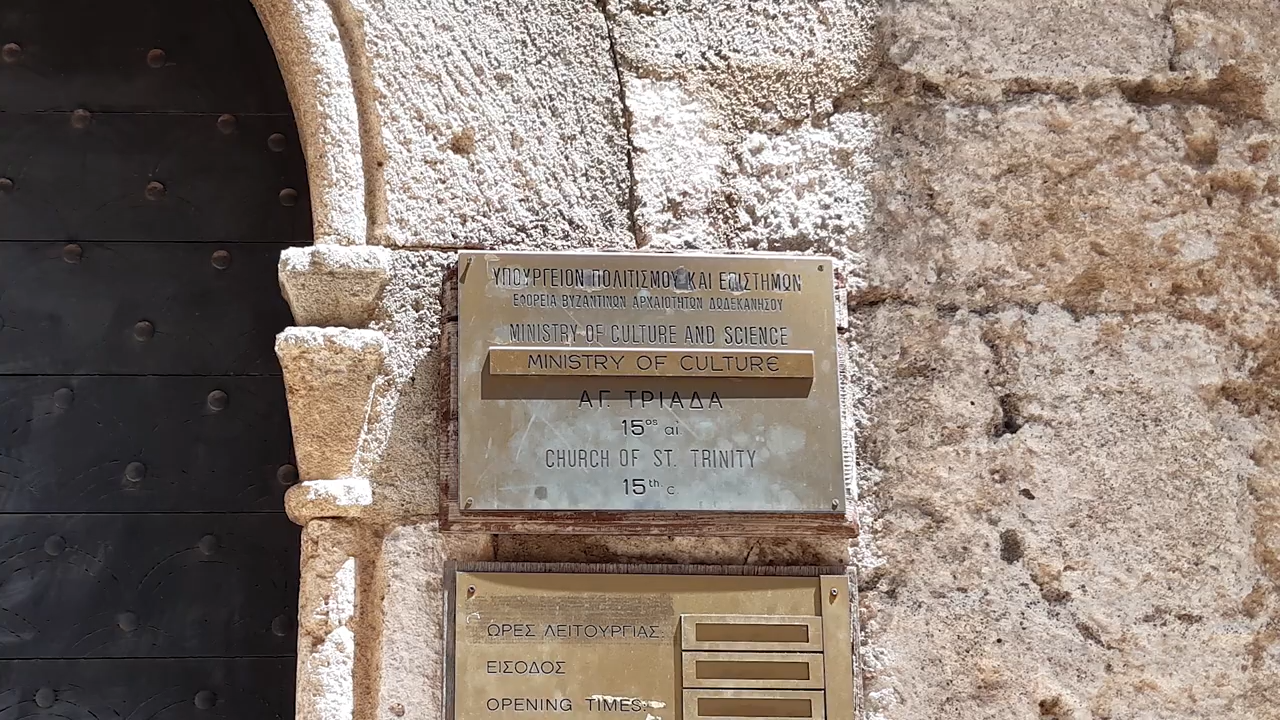 ΥΠΟΥΡΓΕΙΟΝ ΠΟΛΙΤΙΣΜΟΥ ΚΑΙ ΕΠΙΣΤΗΜΩΝ
ΕΦΟΡΕΙΑ ΒΥΖΑΝΤΙΝΩΝ ΑΡΧΑΙΟΤΗΤΩΝ ΔΩΔΕΚΑΝΗΣΟΥ
MINISTRY OF CULTURE AND SCIENCE
MINISTRY OF CULTURE
ΑΓ. ΤΡΙΑΔΑ
15ος αἰ
CHURCH OF ST. TRINITY
15th c
ΩΡΕΣ ΛΕΙΤΟΥΡΓΙΑΣ:
ΕΙΣΟΔΟΣ
OPENING TIMES: